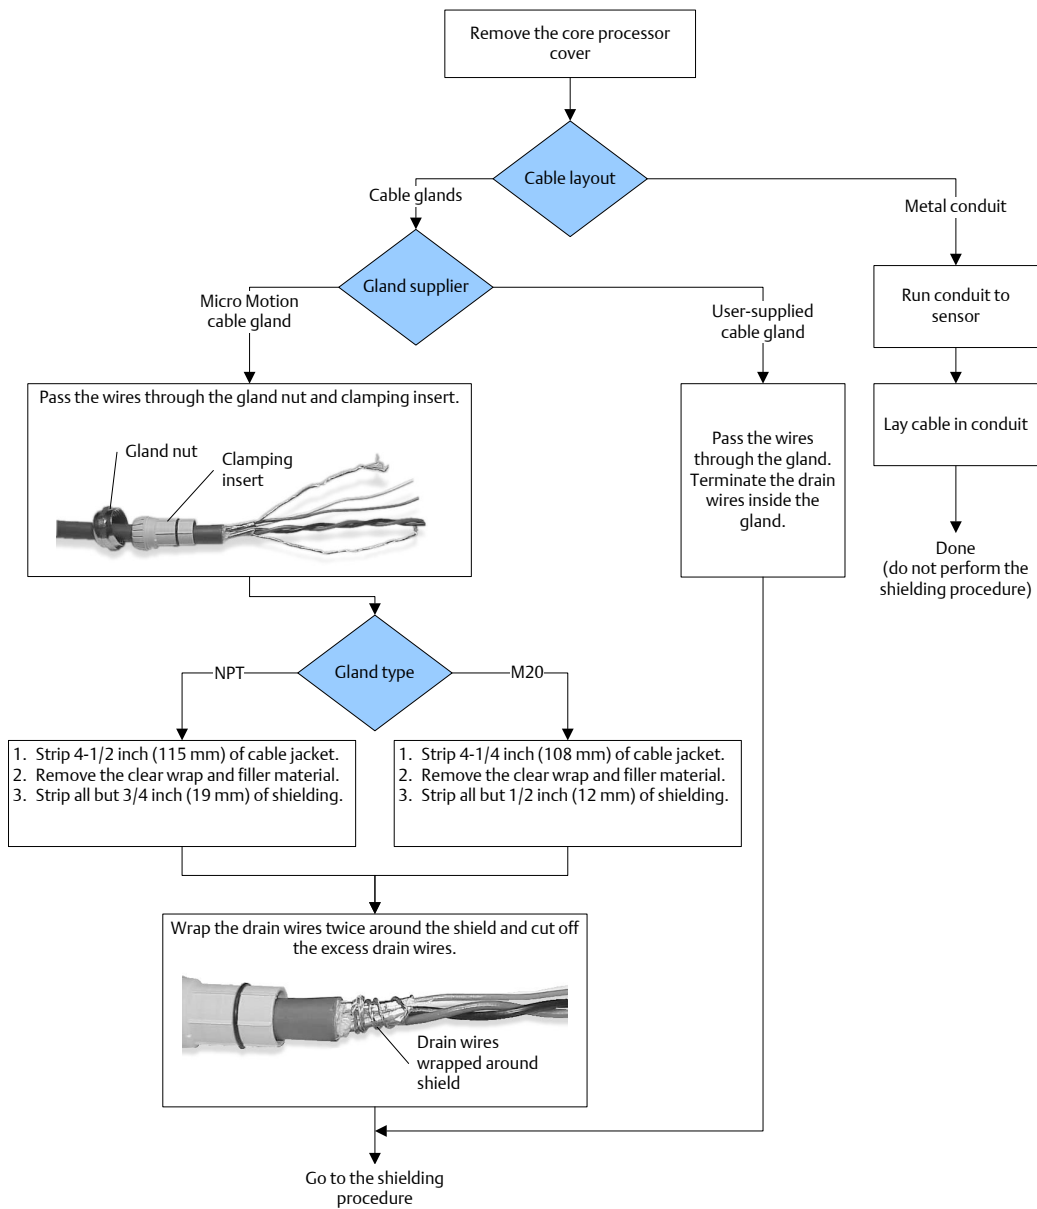 Remove the core processor
cover
Cable layout
Cable glands
Metal conduit
Gland supplier
Micro Motion
cable gland
User-supplied
cable gland
Run conduit to
sensor
Pass the wires through the gland nut and clamping insert.
Gland nut
Clamping
insert
Pass the wires
through the gland.
Terminate the drain
wires inside the
gland.
Lay cable in conduit
Done
(do not perform the
shielding procedure)
Gland type
NPT
M20
1. Strip 4-1/2 inch (115 mm) of cable jacket.
2. Remove the clear wrap and filler material.
3. Strip all but 3/4 inch (19 mm) of shielding.
1. Strip 4-1/4 inch (108 mm) of cable jacket.
2. Remove the clear wrap and filler material.
3. Strip all but 1/2 inch (12 mm) of shielding.
Wrap the drain wires twice around the shield and cut off
the excess drain wires.
Drain wires
wrapped around
shield
Go to the shielding
procedure